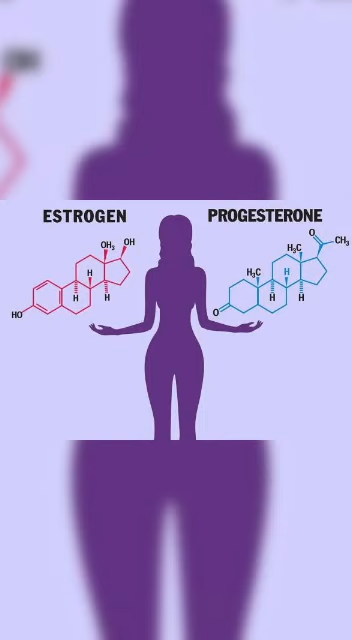 ESTROGEN
PROGESTERONE
OH₃
OH
H
H
H
HO
O
CH₃
H₃C
H₃C
H
H
H
O